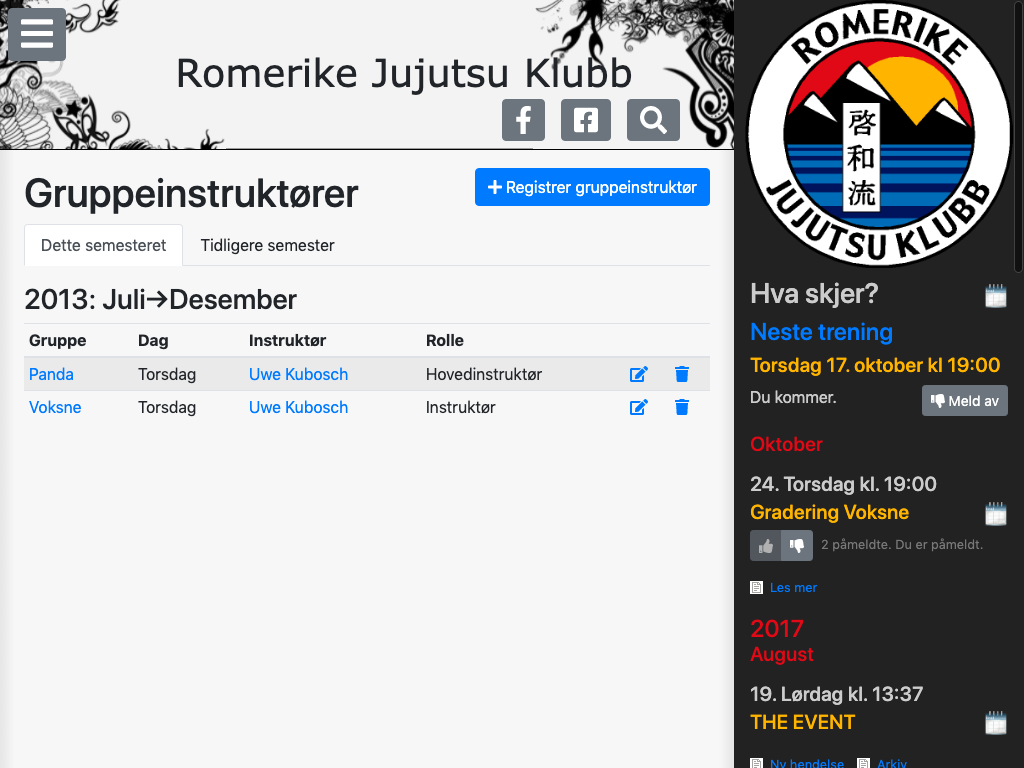 Romerike Jujutsu Klubb
Gruppeinstruktører
Registrer gruppeinstruktør
Dette semesteret
Tidligere semester
2013: Juli→Desember
Gruppe Dag Instruktør Rolle
Panda Torsdag Uwe Kubosch Hovedinstruktør
Voksne Torsdag Uwe Kubosch Instruktør
ROMERIKE
啓和流
JUJUTSU KLUBB
Hva skjer?
Neste trening
Torsdag 17. oktober kl 19:00
Du kommer.
Meld av
Oktober
24. Torsdag kl. 19:00
Gradering Voksne
2 påmeldte. Du er påmeldt.
Les mer
2017
August
19. Lørdag kl. 13:37
THE EVENT
Ny hendelse Arkiv